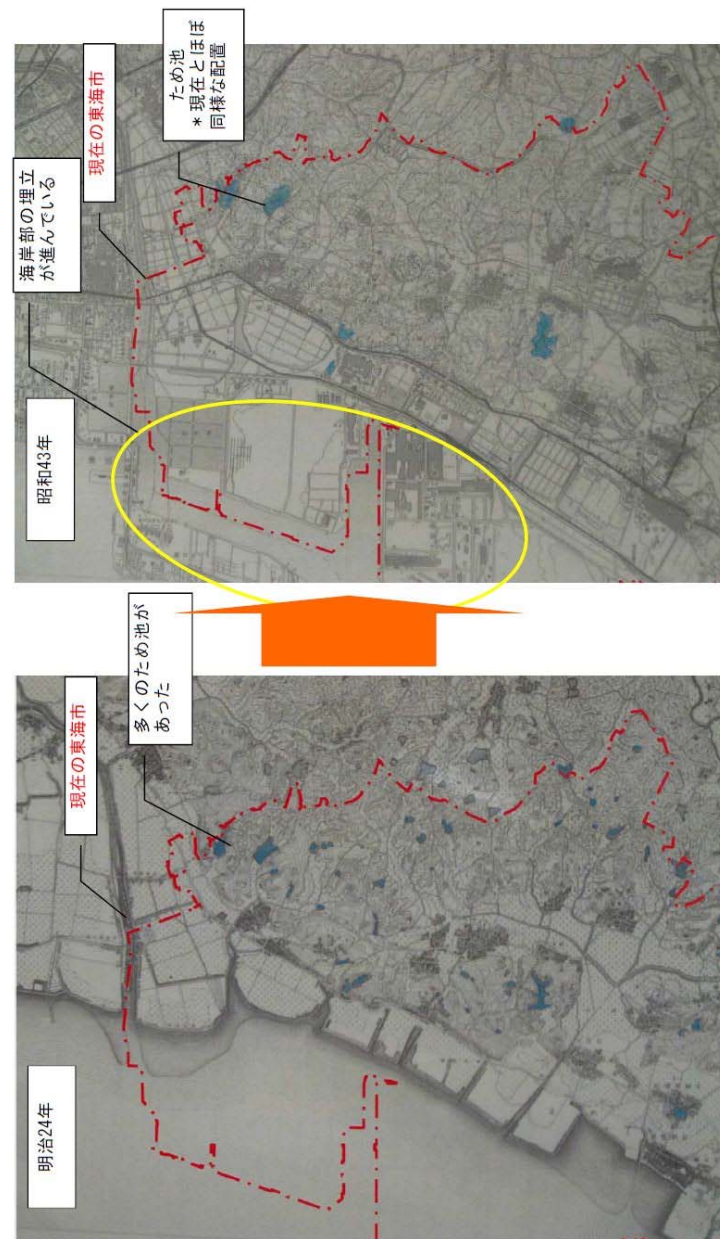 明治24年
現在の東海市
多くのため池が
あった
昭和43年
海岸部の埋立
が進んでいる
現在の東海市
ため池
*現在とほぼ
同様な配置